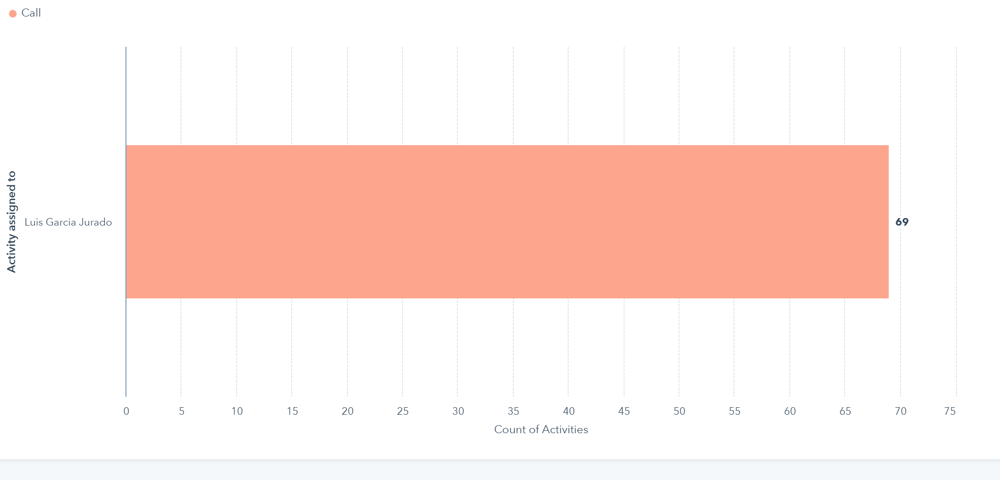 Call
Activity assigned to
Luis Garcia Jurado
69
0 5 10 15 20 25 30 35 40 45 50 55 60 65 70 75
Count of Activities